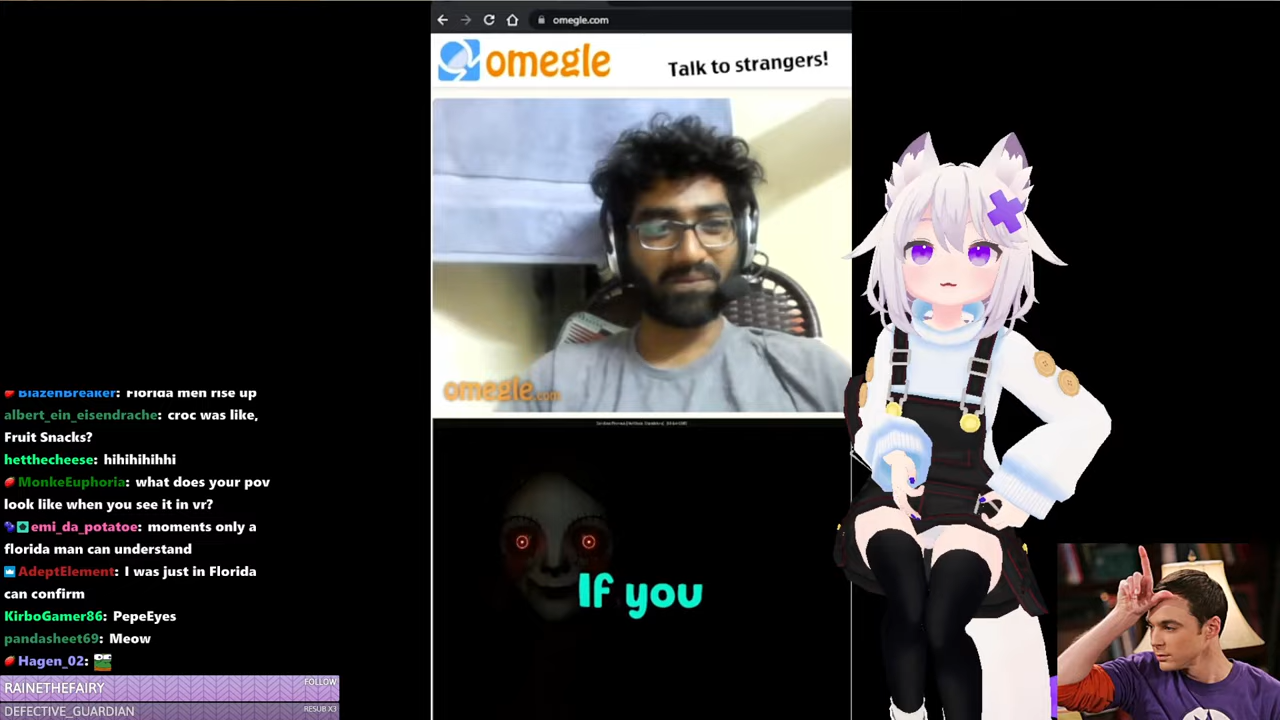 omegle.com
omegle
Talk to strangers!
omegle.com
If you
BlazenBreaker: Florida men rise up
albert_ein_eisendrache: croc was like,
Fruit Snacks?
hetthecheese: hihihihihhi
MonkeEuphoria: what does your pov
look like when you see it in vr?
emi_da_potatoe: moments only a
florida man can understand
AdeptElement: I was just in Florida
can confirm
KirboGamer86: PepeEyes
pandasheet69: Meow
Hagen_02:
RAINETHEFAIRY
FOLLOW
DEFECTIVE_GUARDIAN
RESUB X3